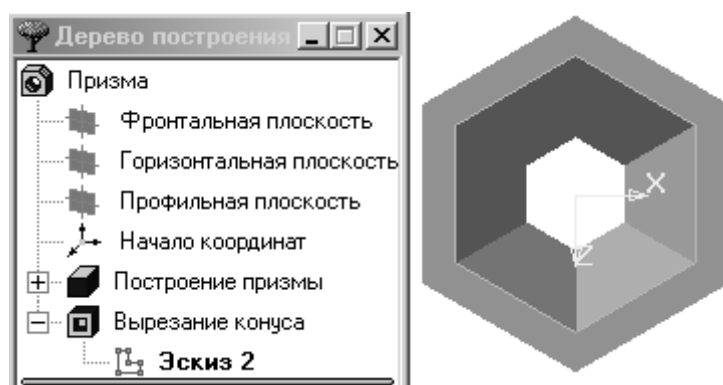 Дерево построения
Призма
Фронтальная плоскость
Горизонтальная плоскость
Профильная плоскость
Начало координат
Построение призмы
Вырезание конуса
Эскиз 2
X
Z